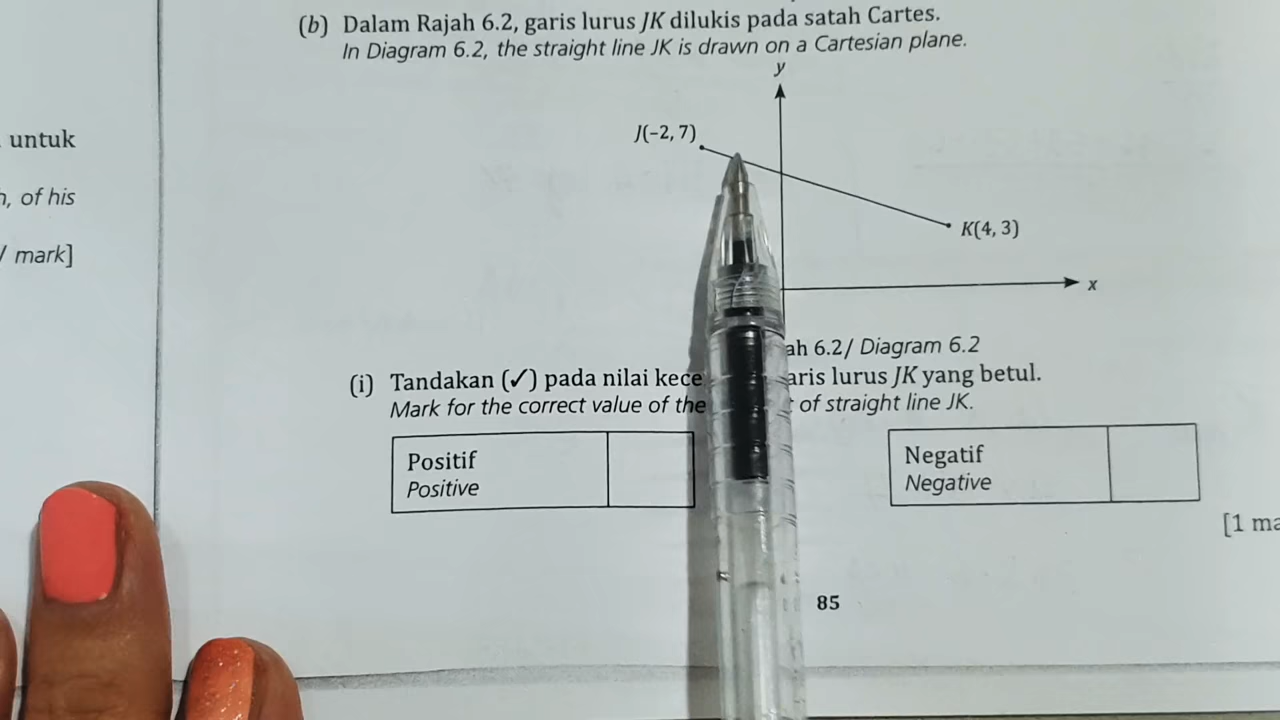 untuk
, of his
mark]
(b) Dalam Rajah 6.2, garis lurus JK dilukis pada satah Cartes.
In Diagram 6.2, the straight line JK is drawn on a Cartesian plane.
y
J(−2, 7)
K(4, 3)
x
ah 6.2/ Diagram 6.2
(i) Tandakan (✓) pada nilai kece aris lurus JK yang betul.
Mark for the correct value of the of straight line JK.
Positif
Positive
Negatif
Negative
[1 ma
85